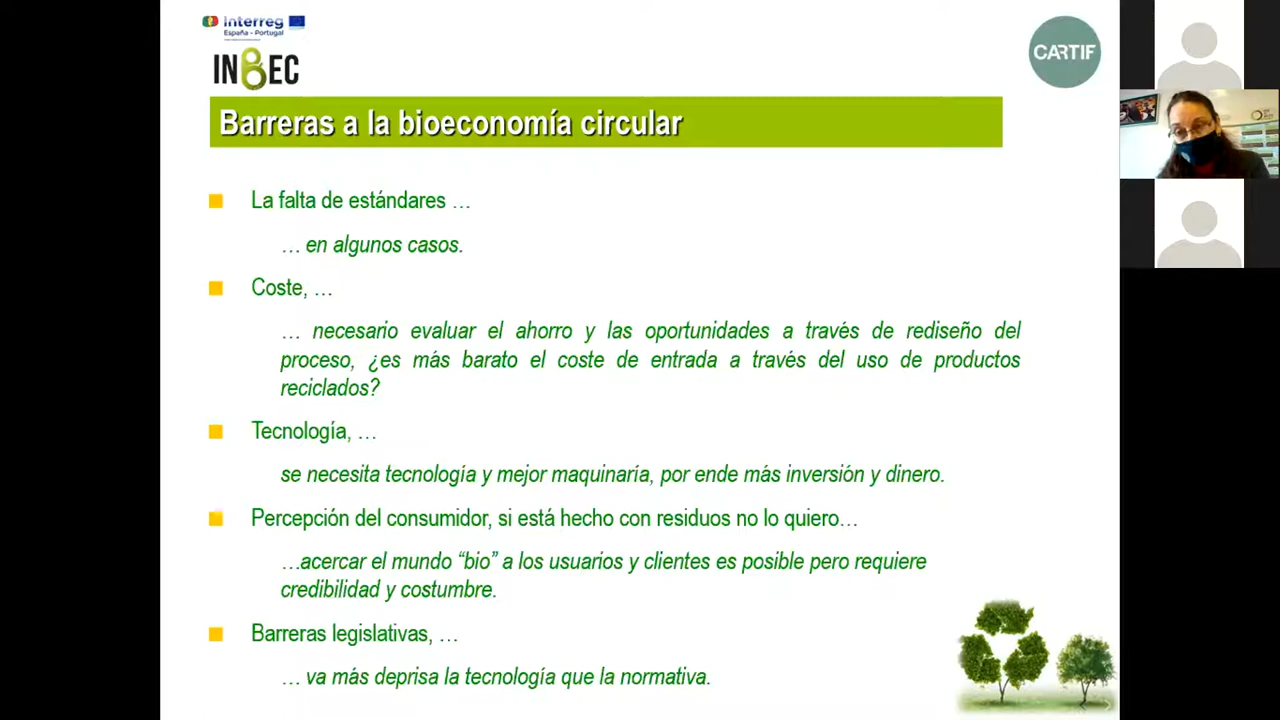 Interreg
España - Portugal
INBEC
CARTIF
Barreras a la bioeconomía circular
La falta de estándares …
… en algunos casos.
Coste, …
… necesario evaluar el ahorro y las oportunidades a través de rediseño del
proceso, ¿es más barato el coste de entrada a través del uso de productos
reciclados?
Tecnología, …
se necesita tecnología y mejor maquinaría, por ende más inversión y dinero.
Percepción del consumidor, si está hecho con residuos no lo quiero…
…acercar el mundo “bio” a los usuarios y clientes es posible pero requiere
credibilidad y costumbre.
Barreras legislativas, …
… va más deprisa la tecnología que la normativa.